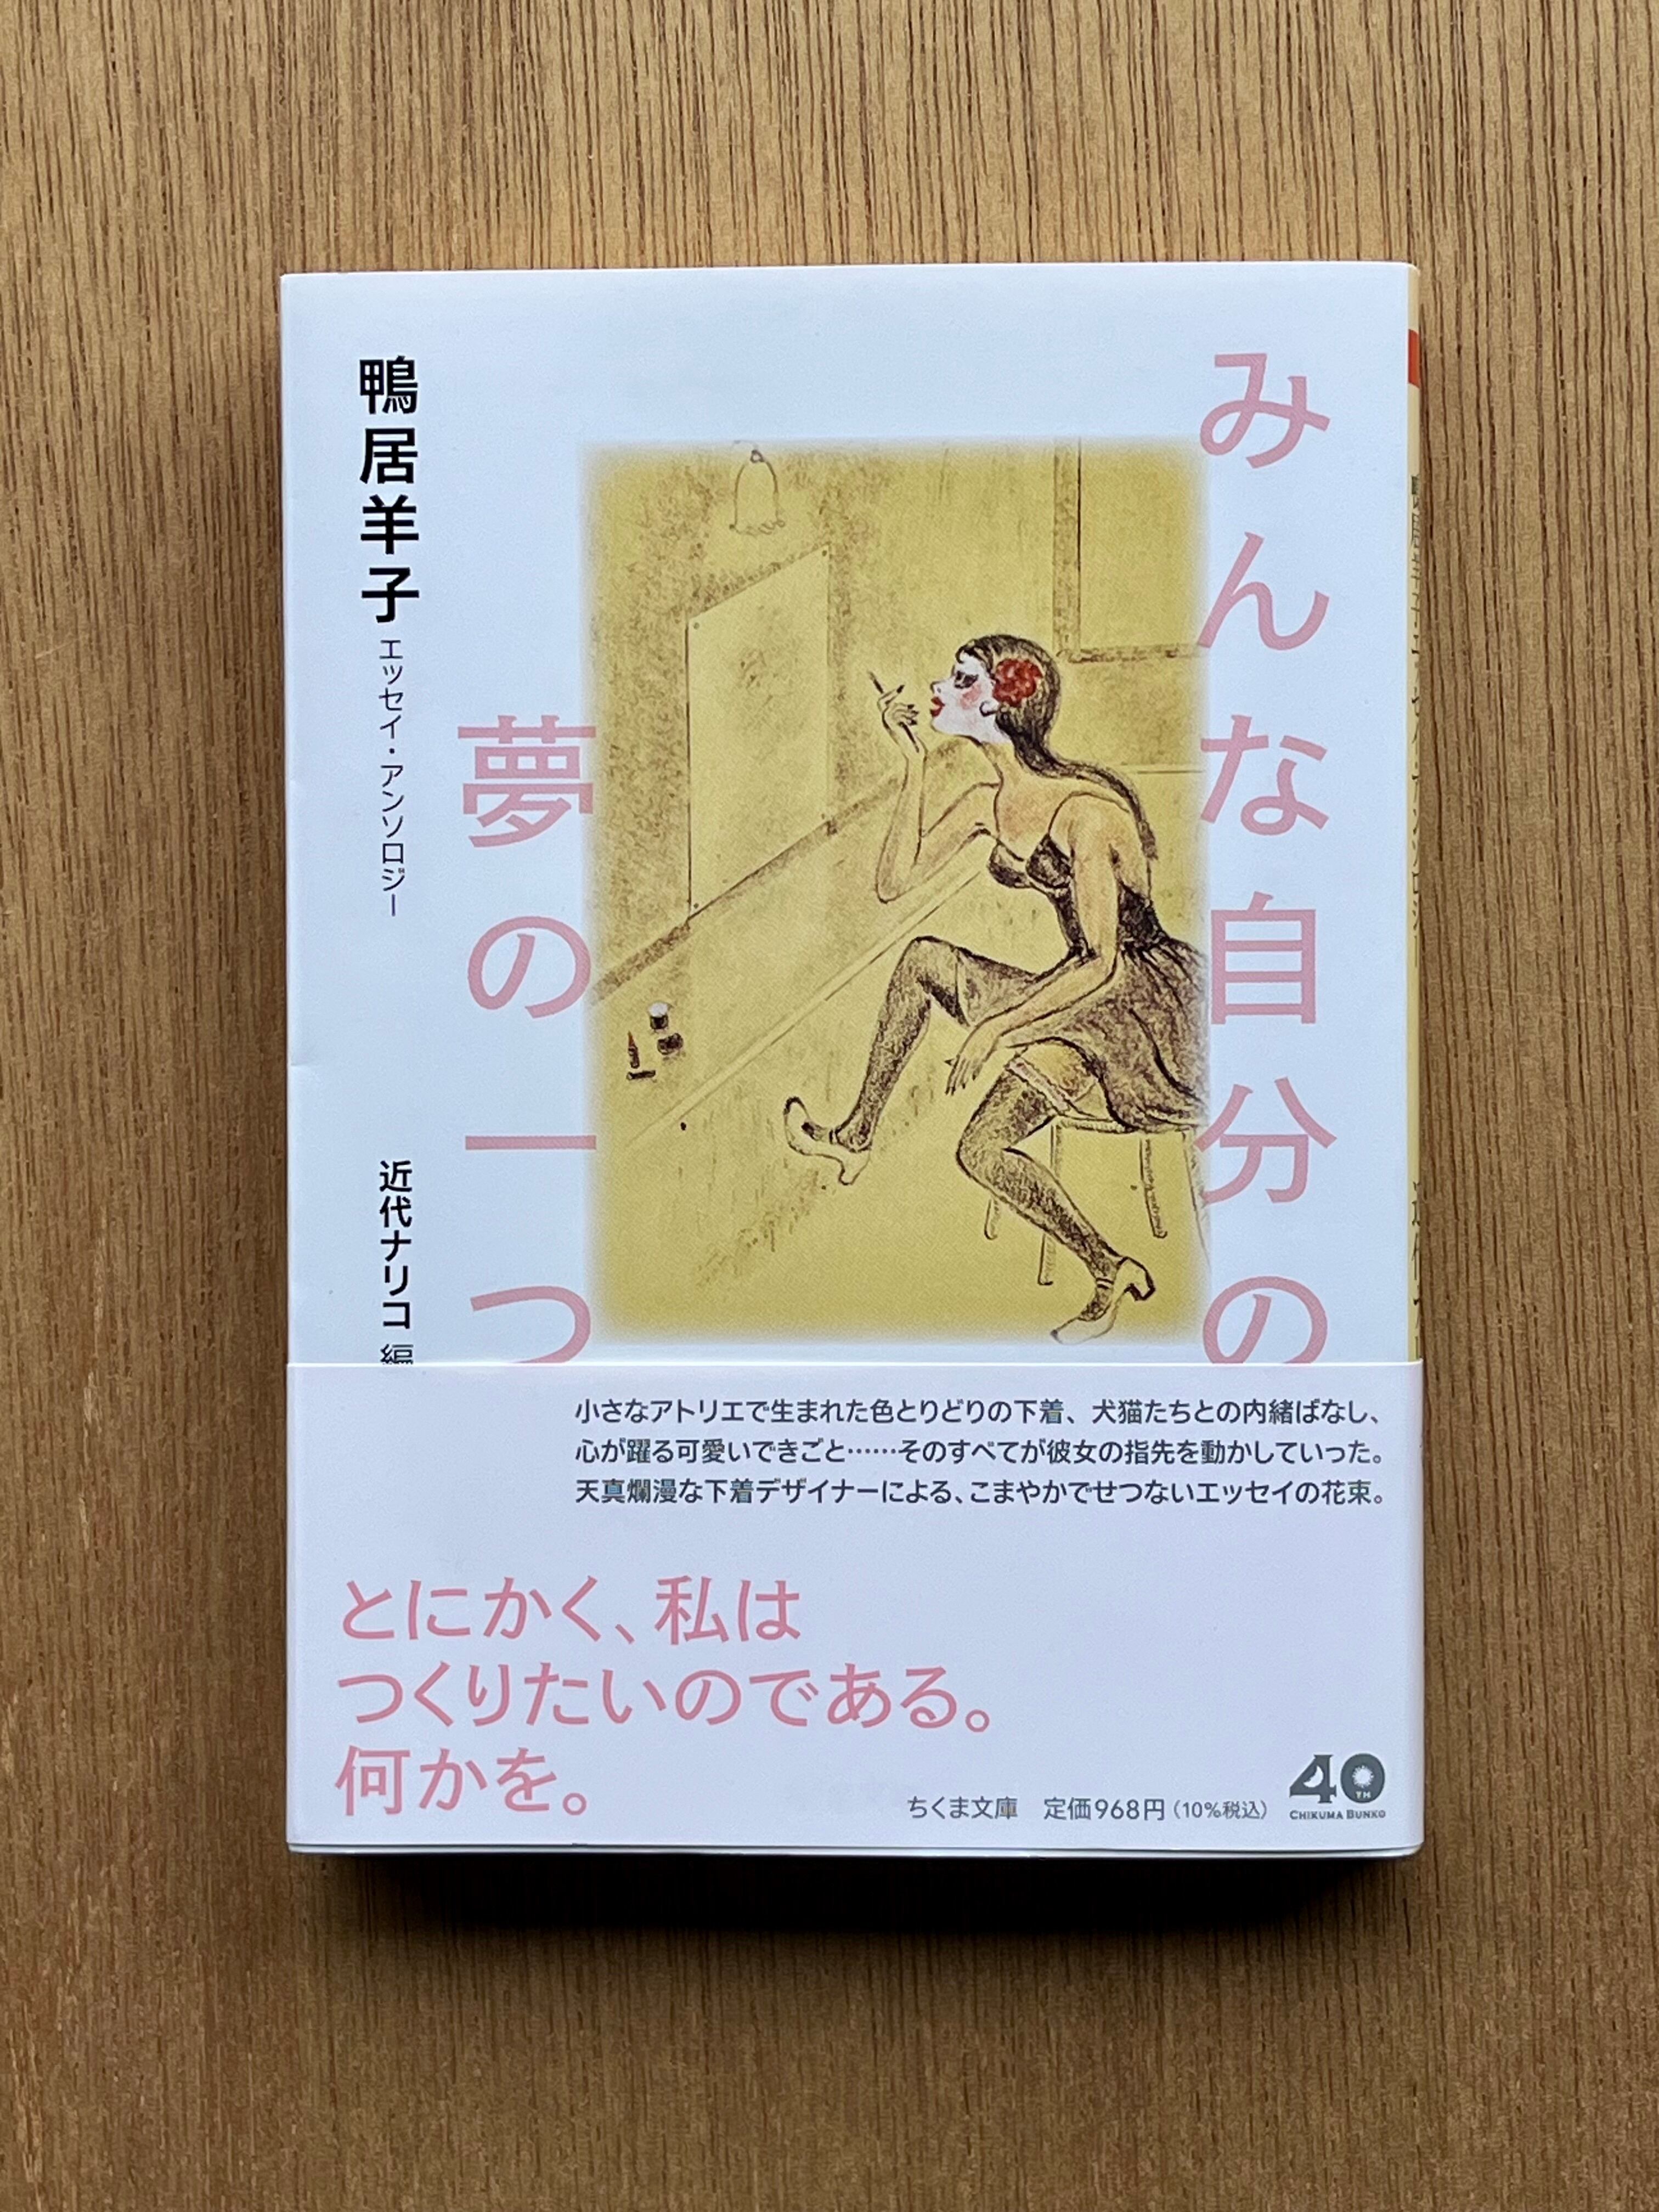 みんな自分の
夢の一つ
鴨居羊子
エッセイ・アンソロジー
近代ナリコ 編
小さなアトリエで生まれた色とりどりの下着、犬猫たちとの内緒ばなし、
心が躍る可愛いできごと……そのすべてが彼女の指先を動かしていった。
天真爛漫な下着デザイナーによる、こまやかでせつないエッセイの花束。
とにかく、私は
つくりたいのである。
何かを。
ちくま文庫 定価968円(10%税込)
40TH
CHIKUMA BUNKO